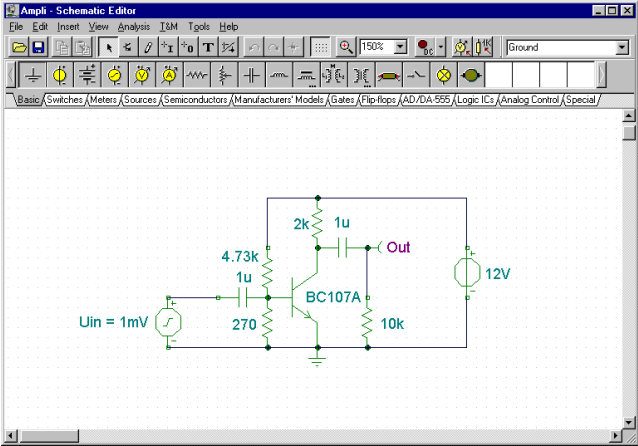 Ampli - Schematic Editor
File Edit Insert View Analysis T&M Tools Help
T 150% DC 1K Ground
Basic Switches Meters Sources Semiconductors Manufacturers' Models Gates Flip-flops AD/DA-555 Logic ICs Analog Control Special
2k 1u
Out
4.73k
1u
12V
BC107A
Uin = 1mV 270 10k